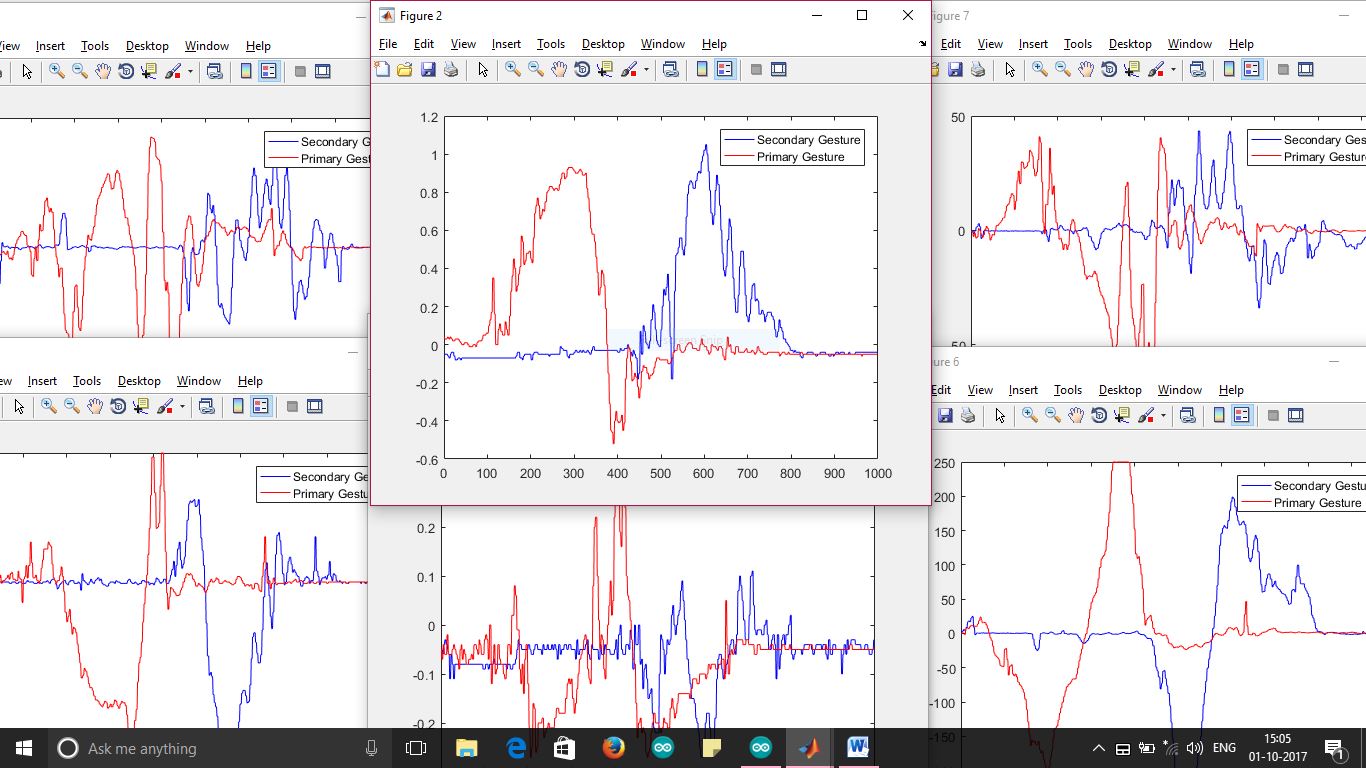 Figure 2
File Edit View Insert Tools Desktop Window Help
1.2
1
0.8
0.6
0.4
0.2
0
-0.2
-0.4
-0.6
0 100 200 300 400 500 600 700 800 900 1000
Secondary Gesture
Primary Gesture
iew Insert Tools Desktop Window Help
Secondary G
Primary Gest
igure 7
Edit View Insert Tools Desktop Window Help
50
0
50
Secondary Ges
Primary Gesture
ew Insert Tools Desktop Window Help
Secondary Ge
Primary Gestu
0.2
0.1
0
-0.1
-0.2
ure 6
Edit View Insert Tools Desktop Window Help
250
200
150
100
50
0
-50
-100
-150
Secondary Gestu
Primary Gesture
Ask me anything
ENG
15:05
01-10-2017
1